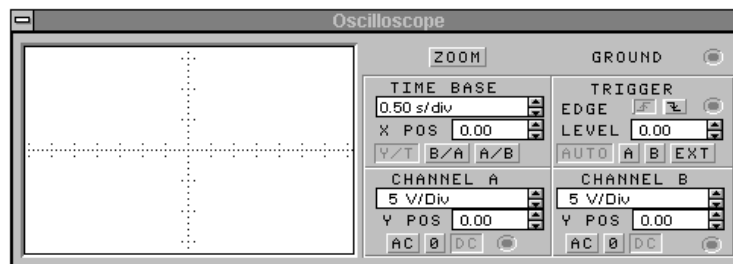 Oscilloscope
ZOOM
GROUND
TIME BASE
0.50 s/div
X POS 0.00
Y/T B/A A/B
TRIGGER
EDGE
LEVEL 0.00
AUTO A B EXT
CHANNEL A
5 V/Div
Y POS 0.00
AC 0 DC
CHANNEL B
5 V/Div
Y POS 0.00
AC 0 DC